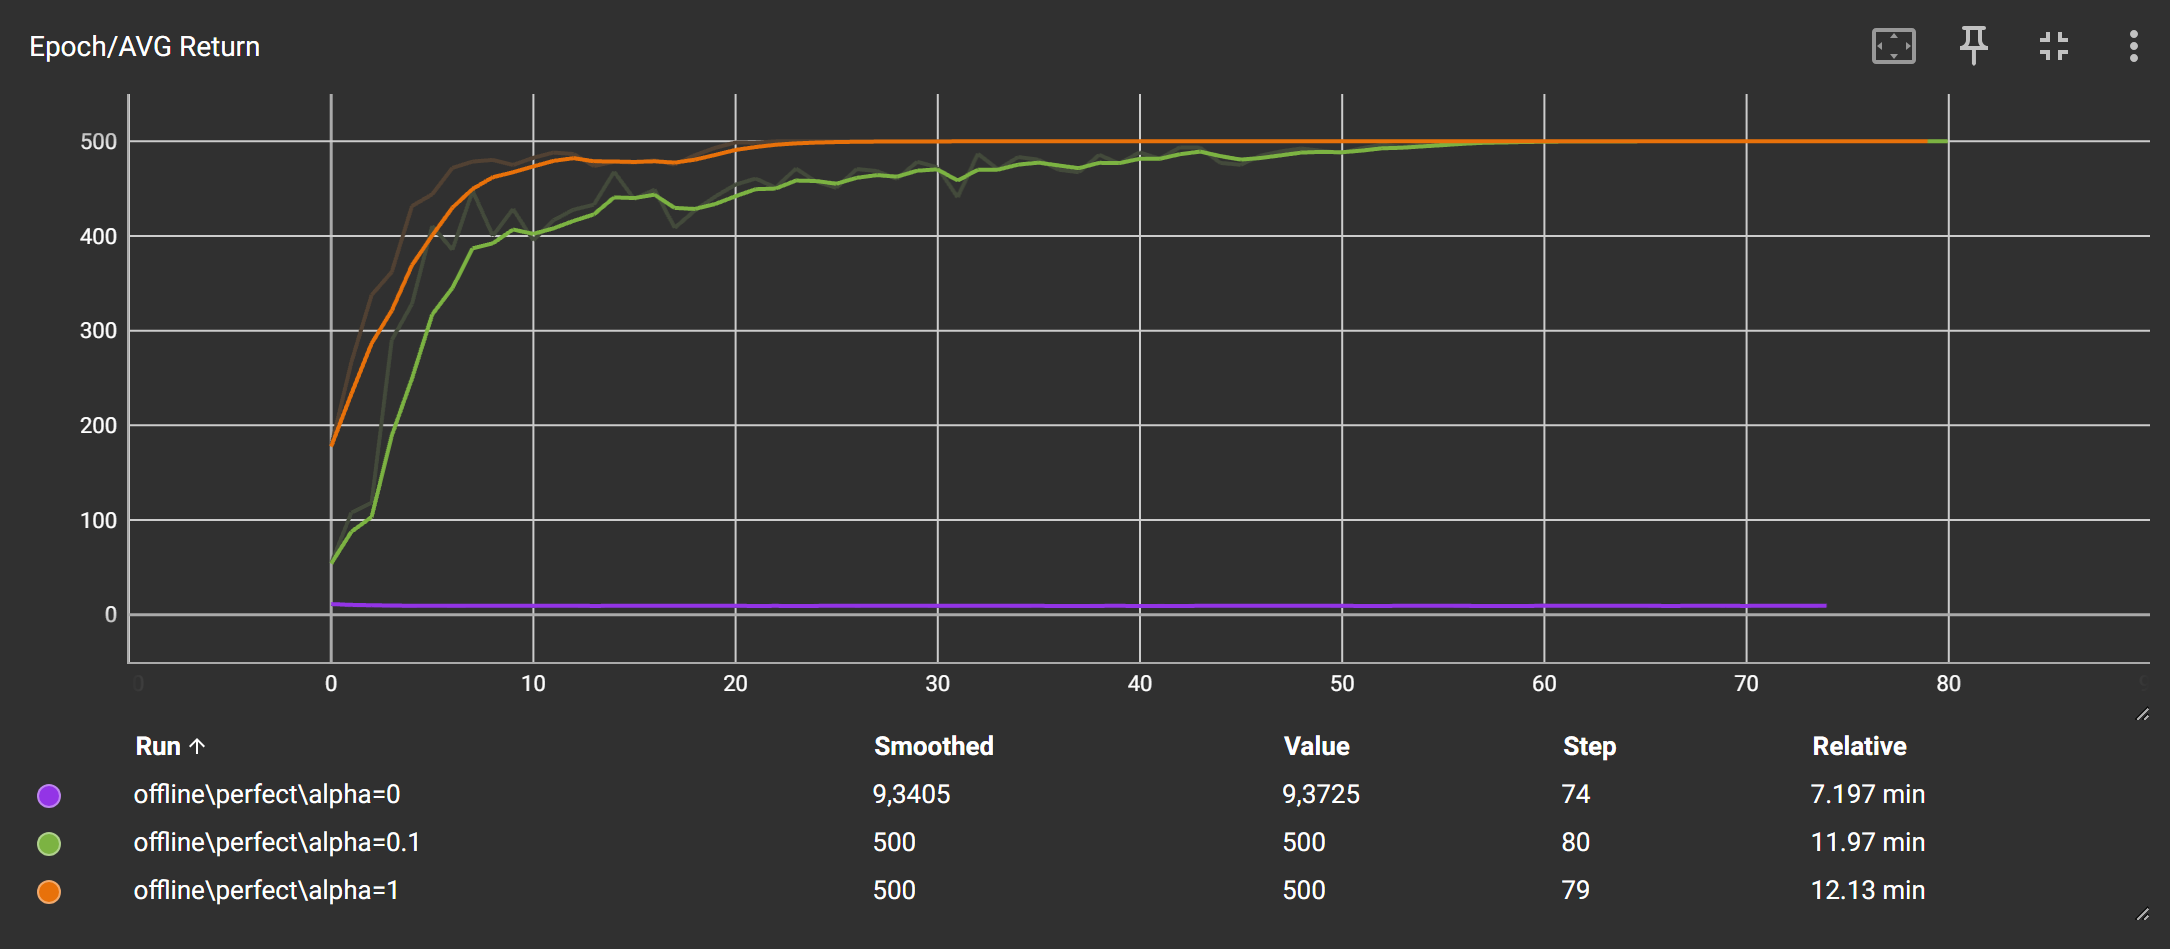 Epoch/AVG Return
500
400
300
200
100
0
0 0 10 20 30 40 50 60 70 80
Run Smoothed Value Step Relative
offline\perfect\alpha=0 9,3405 9,3725 74 7.197 min
offline\perfect\alpha=0.1 500 500 80 11.97 min
offline\perfect\alpha=1 500 500 79 12.13 min